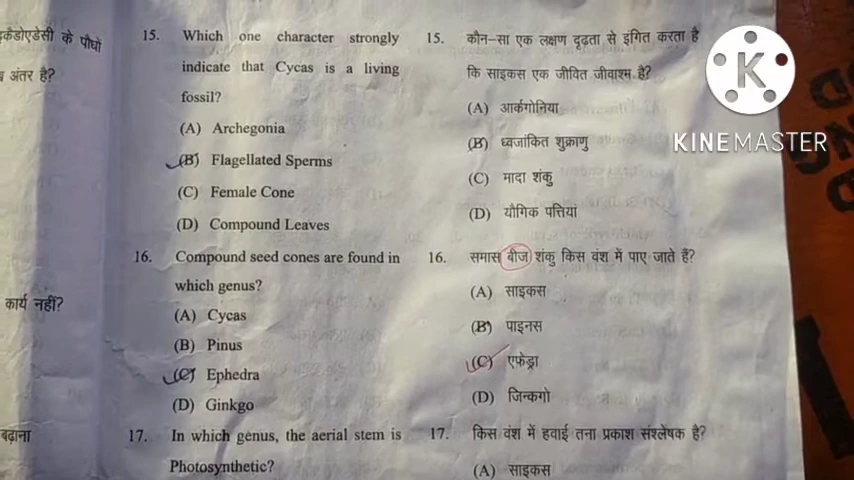 कैडोएडेसी के पौधों
अंतर है?
कार्य नहीं?
बढ़ाना
15. Which one character strongly
indicate that Cycas is a living
fossil?
(A) Archegonia
(B) Flagellated Sperms
(C) Female Cone
(D) Compound Leaves
16. Compound seed cones are found in
which genus?
(A) Cycas
(B) Pinus
(C) Ephedra
(D) Ginkgo
17. In which genus, the aerial stem is
Photosynthetic?
15. कौन-सा एक लक्षण दृढ़ता से इंगित करता है
कि साइकस एक जीवित जीवाश्म है?
(A) आर्कगोनिया
(B) ध्वजांकित शुक्राणु
(C) मादा शंकु
(D) यौगिक पत्तियां
16. समास बीज शंकु किस वंश में पाए जाते हैं?
(A) साइकस
(B) पाइनस
(C) एफेड्रा
(D) जिन्कगो
17. किस वंश में हवाई तना प्रकाश संश्लेषक है?
(A) साइकस
K
KINEMASTER